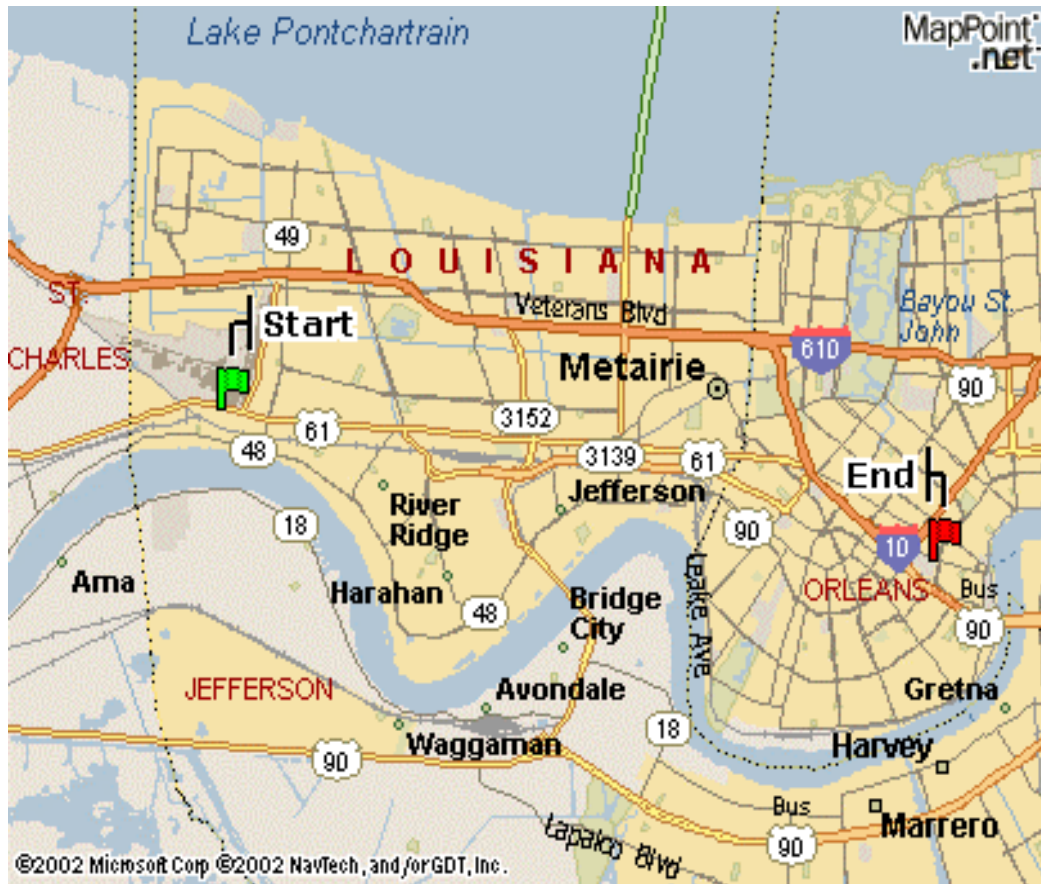 Lake Pontchartrain
MapPoint
.net
49
LOUISIANA
ST.
CHARLES
Start
Veterans Blvd
Bayou St.
John
610
Metairie
90
3152
61
48
3139
61
End
River
Ridge
Jefferson
90
18
10
Ama
Harahan
48
Bridge
City
Leake Ave
ORLEANS
Bus
90
JEFFERSON
Avondale
Gretna
Waggaman
90
18
Harvey
Bus
Marrero
Lapalco Blvd
90
©2002 Microsoft Corp ©2002 NavTech, and/or GDT, Inc.